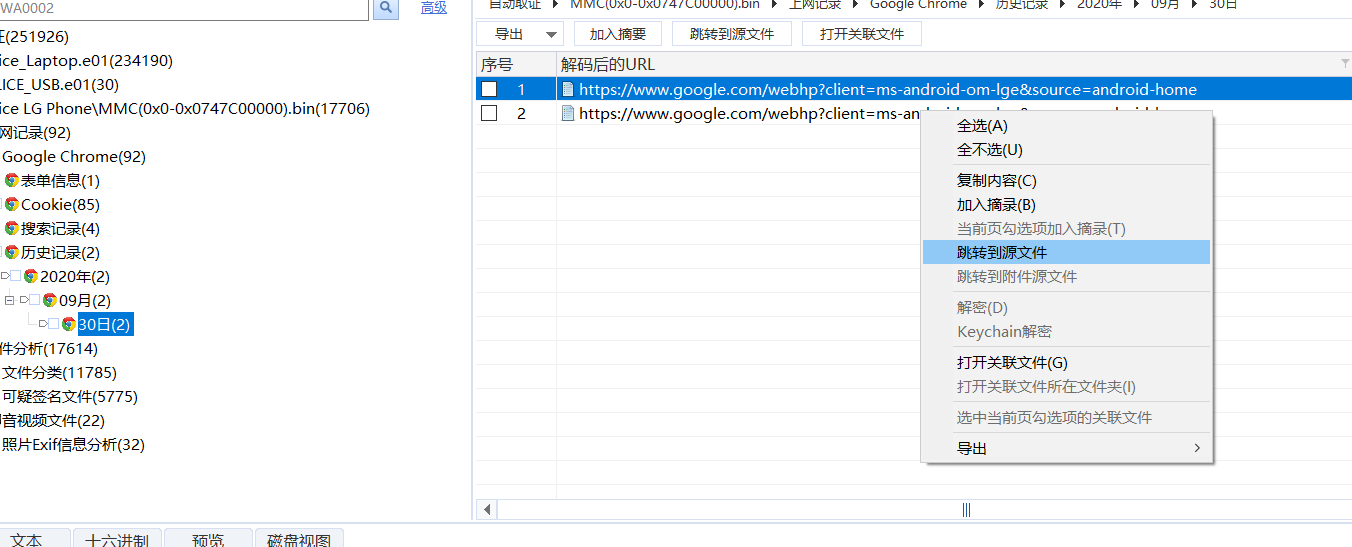 WA0002
高级
(251926)
ice_Laptop.e01(234190)
LICE_USB.e01(30)
ice LG Phone\MMC(0x0-0x0747C00000).bin(17706)
网记录(92)
Google Chrome(92)
表单信息(1)
Cookie(85)
搜索记录(4)
历史记录(2)
2020年(2)
09月(2)
30日(2)
件分析(17614)
文件分类(11785)
可疑签名文件(5775)
音视频文件(22)
照片Exif信息分析(32)
自动取证 MMC(0x0-0x0747C00000).bin 上网记录 Google Chrome 历史记录 2020年 09月 30日
导出 加入摘要 跳转到源文件 打开关联文件
序号 解码后的URL
1 https://www.google.com/webhp?client=ms-android-om-lge&source=android-home
2 https://www.google.com/webhp?client=ms-an
全选(A)
全不选(U)
复制内容(C)
加入摘录(B)
当前页勾选项加入摘录(T)
跳转到源文件
跳转到附件源文件
解密(D)
Keychain解密
打开关联文件(G)
打开关联文件所在文件夹(I)
选中当前页勾选项的关联文件
导出
文本 十六进制 预览 磁盘视图